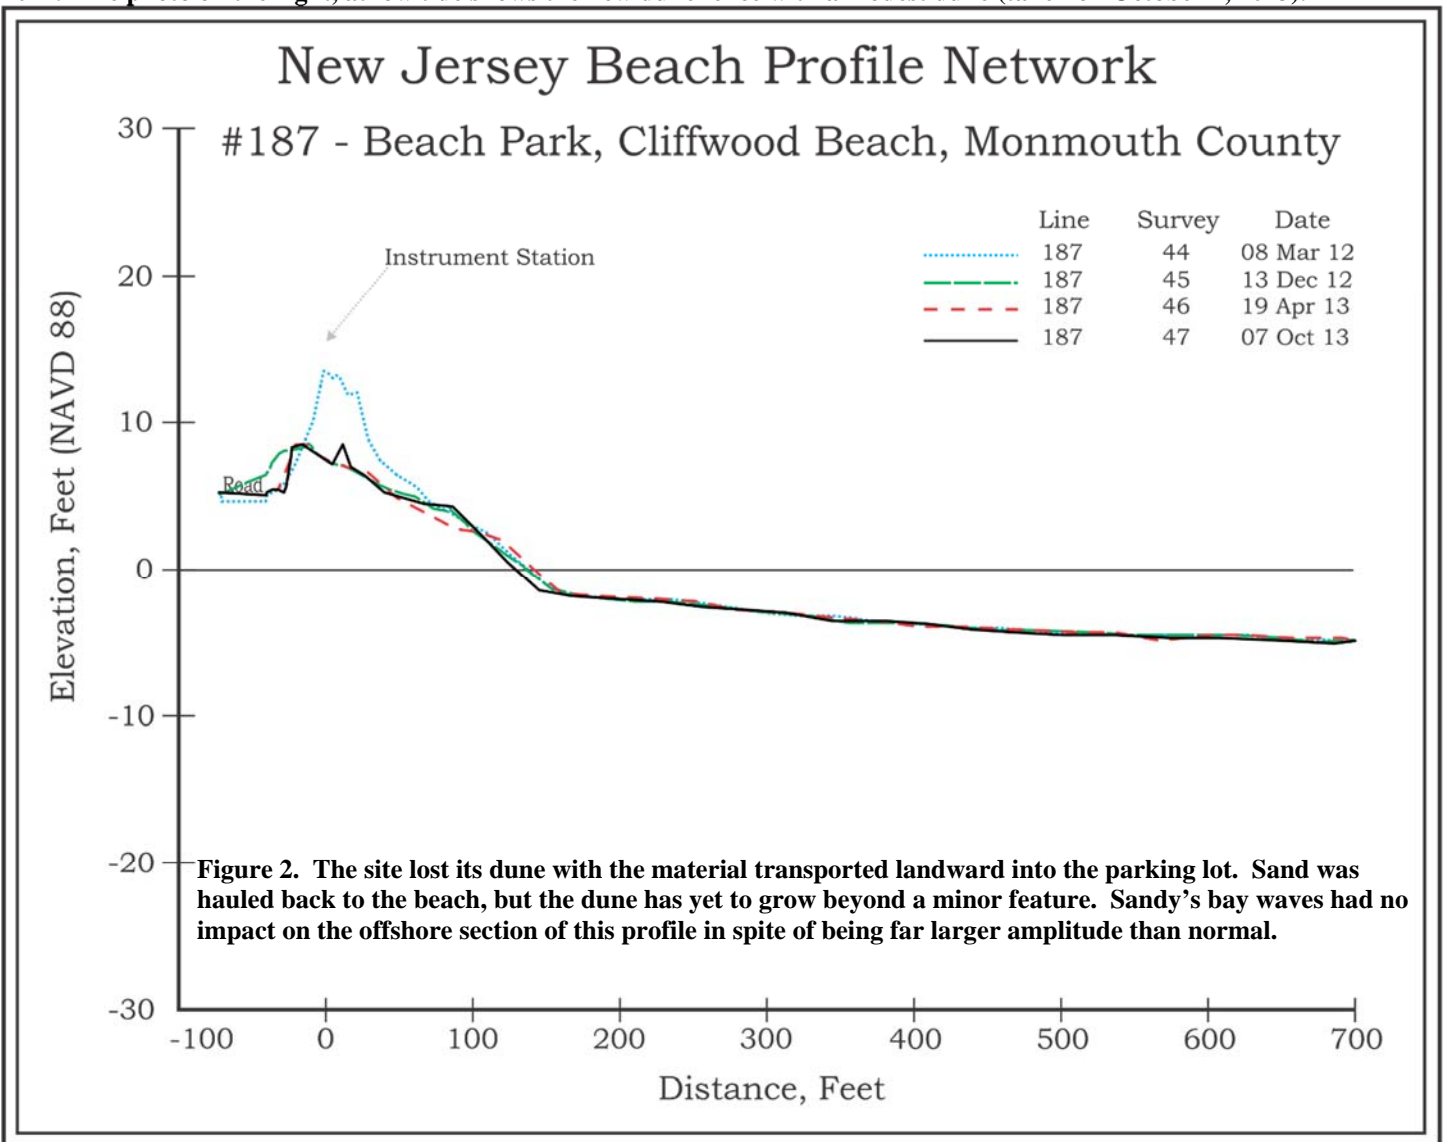 New Jersey Beach Profile Network
#187 - Beach Park, Cliffwood Beach, Monmouth County
Line Survey Date
187 44 08 Mar 12
187 45 13 Dec 12
187 46 19 Apr 13
187 47 07 Oct 13
Instrument Station
Road
Elevation, Feet (NAVD 88)
30
20
10
0
-10
-20
-30
Figure 2. The site lost its dune with the material transported landward into the parking lot. Sand was
hauled back to the beach, but the dune has yet to grow beyond a minor feature. Sandy's bay waves had no
impact on the offshore section of this profile in spite of being far larger amplitude than normal.
-100 0 100 200 300 400 500 600 700
Distance, Feet